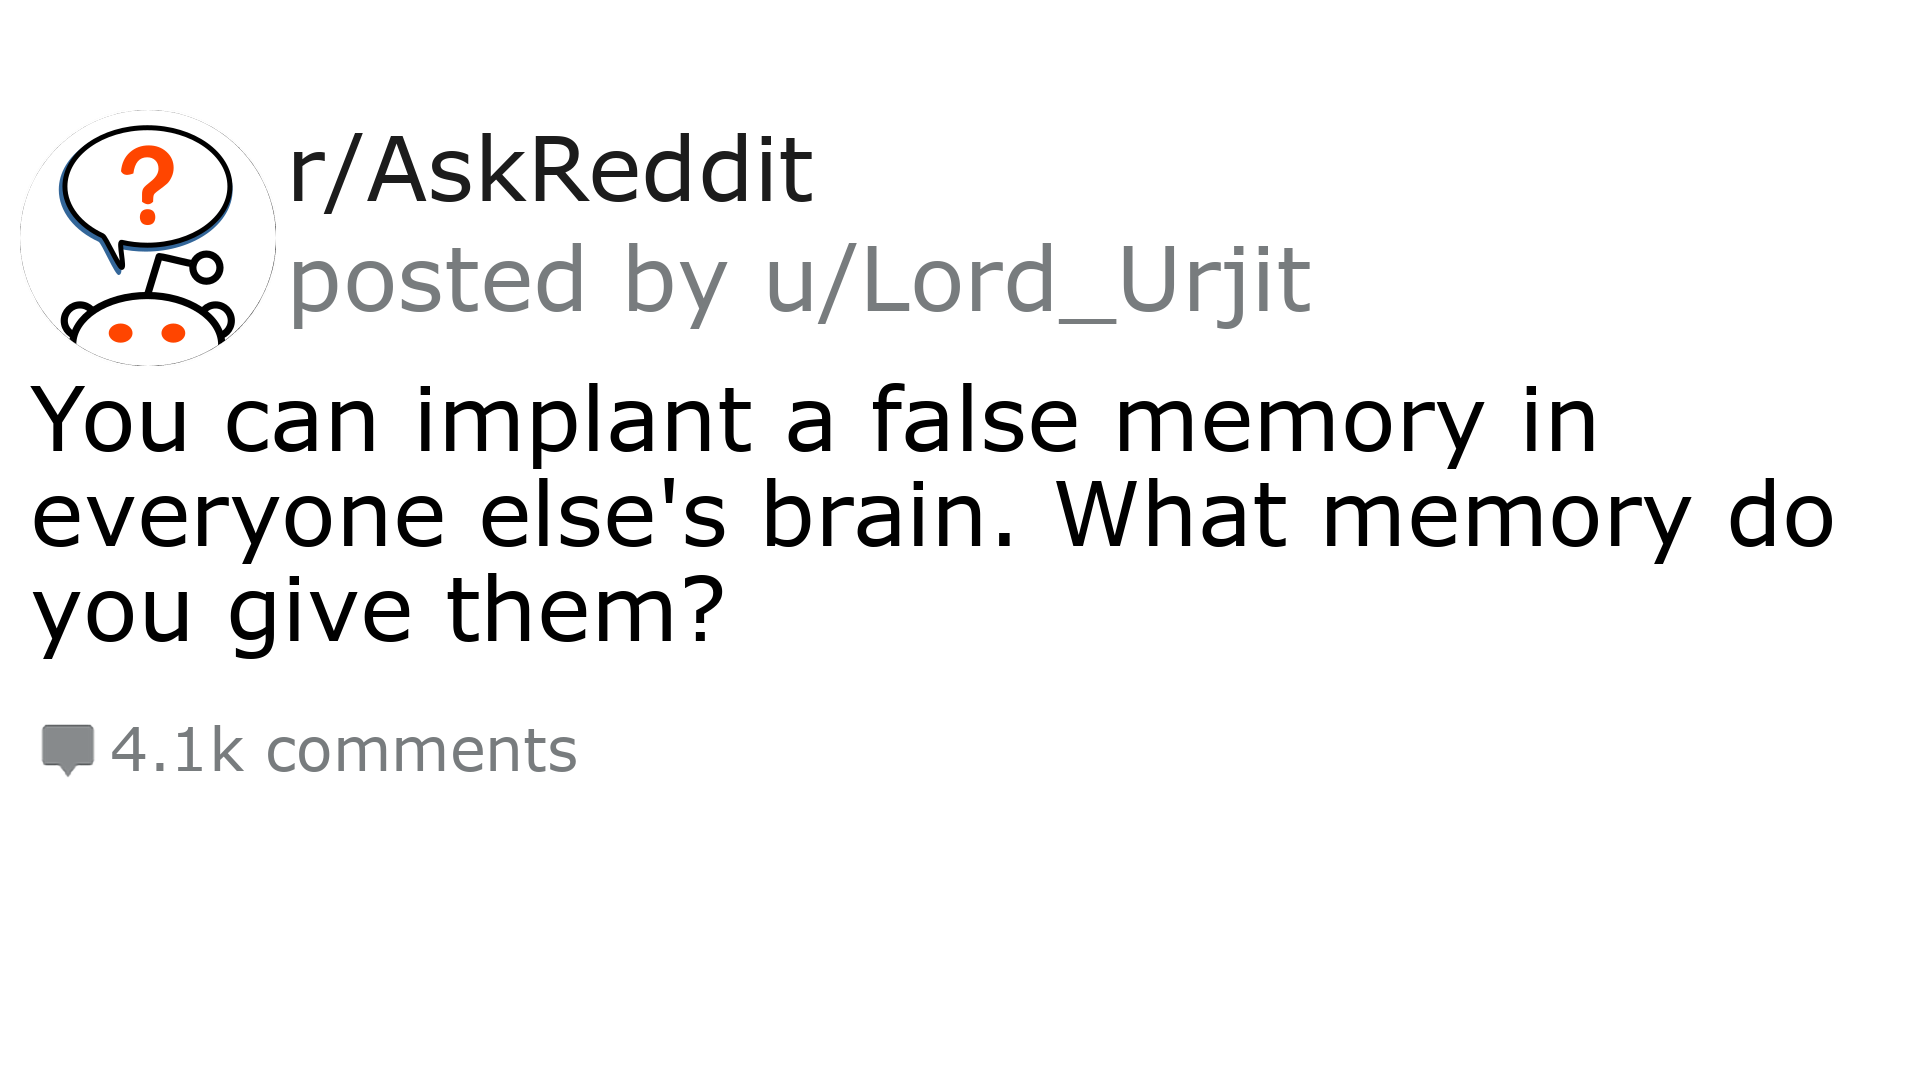 r/AskReddit
posted by u/Lord_Urjit
You can implant a false memory in
everyone else's brain. What memory do
you give them?
4.1k comments